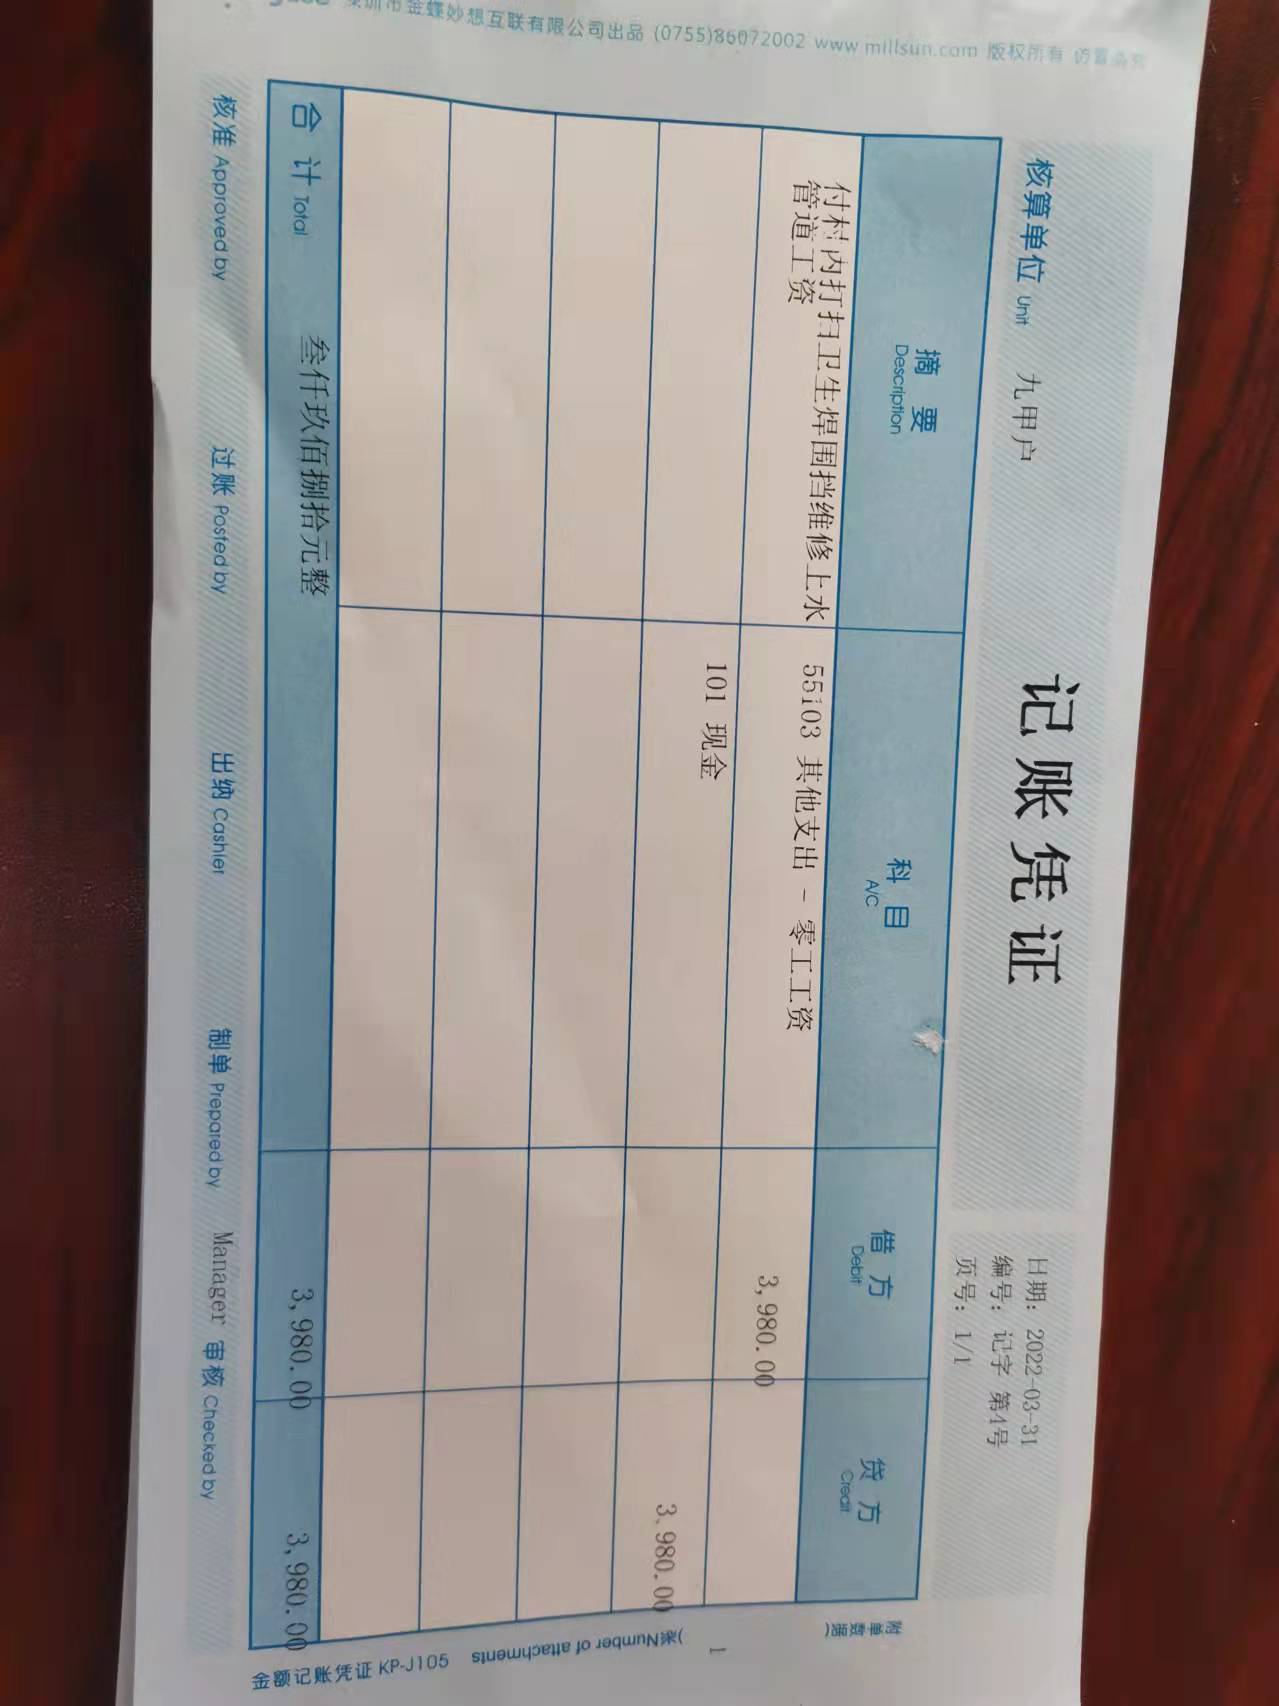 记账凭证
核算单位 Unit 九甲户
日期: 2022-03-31
编号: 记字 第4号
页号: 1/1
摘要 Description 科目 A/C 借方 Debit 贷方 Credit
付村内打扫卫生焊围挡维修上水
管道工资
55103 其他支出 - 零工工资 3,980.00
101 现金 3,980.00
合计 Total 叁仟玖佰捌拾元整 3,980.00 3,980.00
附单数据( 1 )张 Number of attachments
核准 Approved by 过账 Posted by 出纳 Cashier 制单 Prepared by Manager 审核 Checked by
金额记账凭证 KP-J105
深圳市金蝶妙想互联有限公司出品 (0755)86072002 www.millsun.com 版权所有